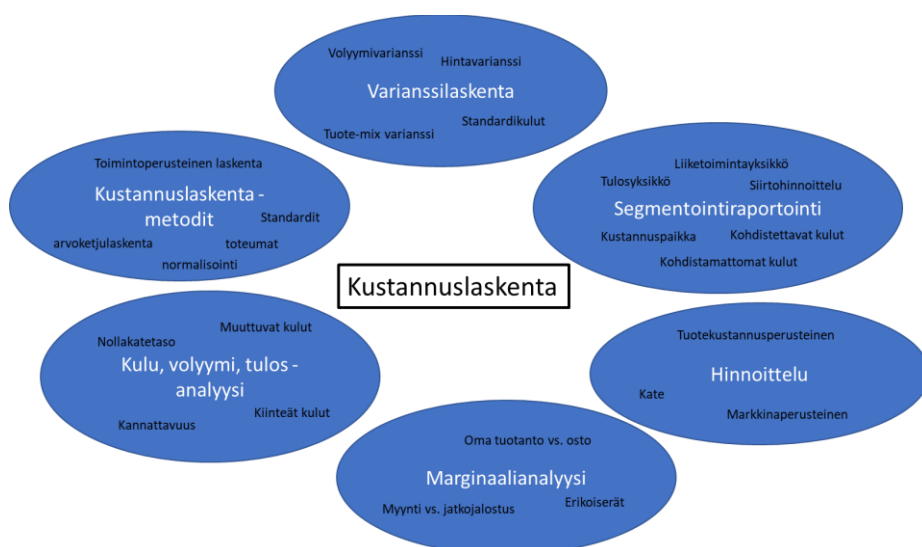 Volyymivarianssi
Hintavarianssi
Varianssilaskenta
Standardikulut
Tuote-mix varianssi
Toimintoperusteinen laskenta
Kustannuslaskenta -
metodit
Standardit
arvoketjulaskenta
toteumat
normalisointi
Liiketoimintayksikkö
Tulosyksikkö
Siirtohinnoittelu
Segmentointiraportointi
Kustannuspaikka
Kohdistettavat kulut
Kohdistamattomat kulut
Kustannuslaskenta
Muuttuvat kulut
Nollakatetaso
Kulu, volyymi, tulos -
analyysi
Kiinteät kulut
Kannattavuus
Tuotekustannusperusteinen
Hinnoittelu
Kate
Markkinaperusteinen
Oma tuotanto vs. osto
Marginaalianalyysi
Erikoiserät
Myynti vs. jatkojalostus